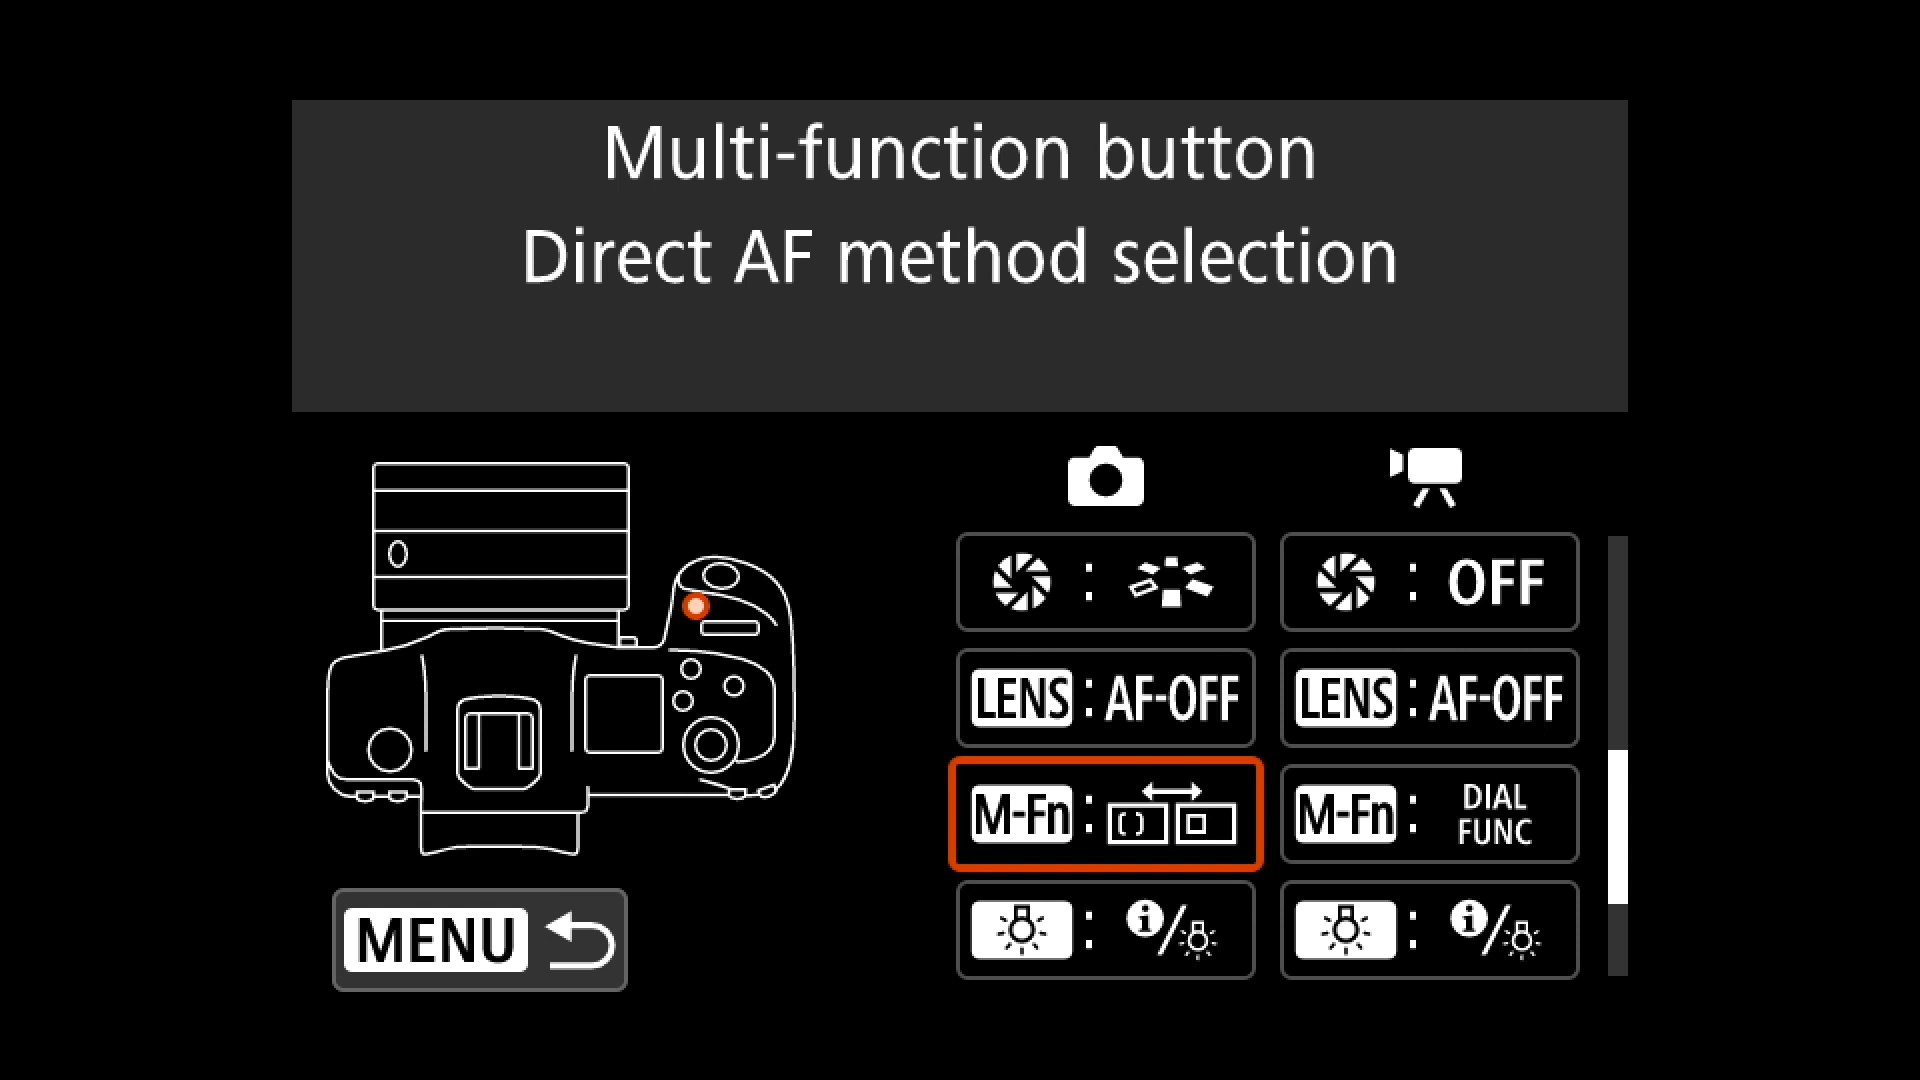 Multi-function button
Direct AF method selection
: OFF
LENS : AF-OFF
LENS : AF-OFF
M-Fn :
M-Fn : DIAL FUNC
: i/
: i/
MENU